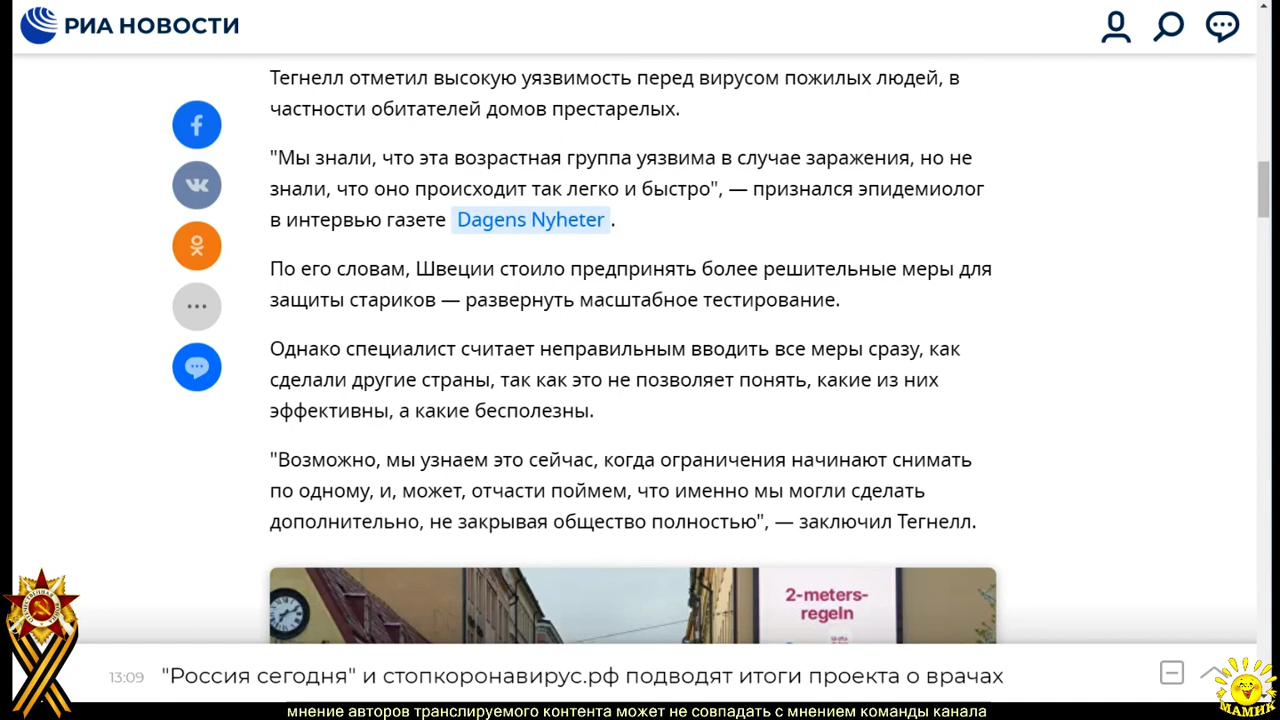 РИА НОВОСТИ
Тегнелл отметил высокую уязвимость перед вирусом пожилых людей, в
частности обитателей домов престарелых.
"Мы знали, что эта возрастная группа уязвима в случае заражения, но не
знали, что оно происходит так легко и быстро", — признался эпидемиолог
в интервью газете Dagens Nyheter .
По его словам, Швеции стоило предпринять более решительные меры для
защиты стариков — развернуть масштабное тестирование.
Однако специалист считает неправильным вводить все меры сразу, как
сделали другие страны, так как это не позволяет понять, какие из них
эффективны, а какие бесполезны.
"Возможно, мы узнаем это сейчас, когда ограничения начинают снимать
по одному, и, может, отчасти поймем, что именно мы могли сделать
дополнительно, не закрывая общество полностью", — заключил Тегнелл.
2-meters-
regeln
13:09 "Россия сегодня" и стопкоронавирус.рф подводят итоги проекта о врачах
МАМИК
мнение авторов транслируемого контента может не совпадать с мнением команды канала